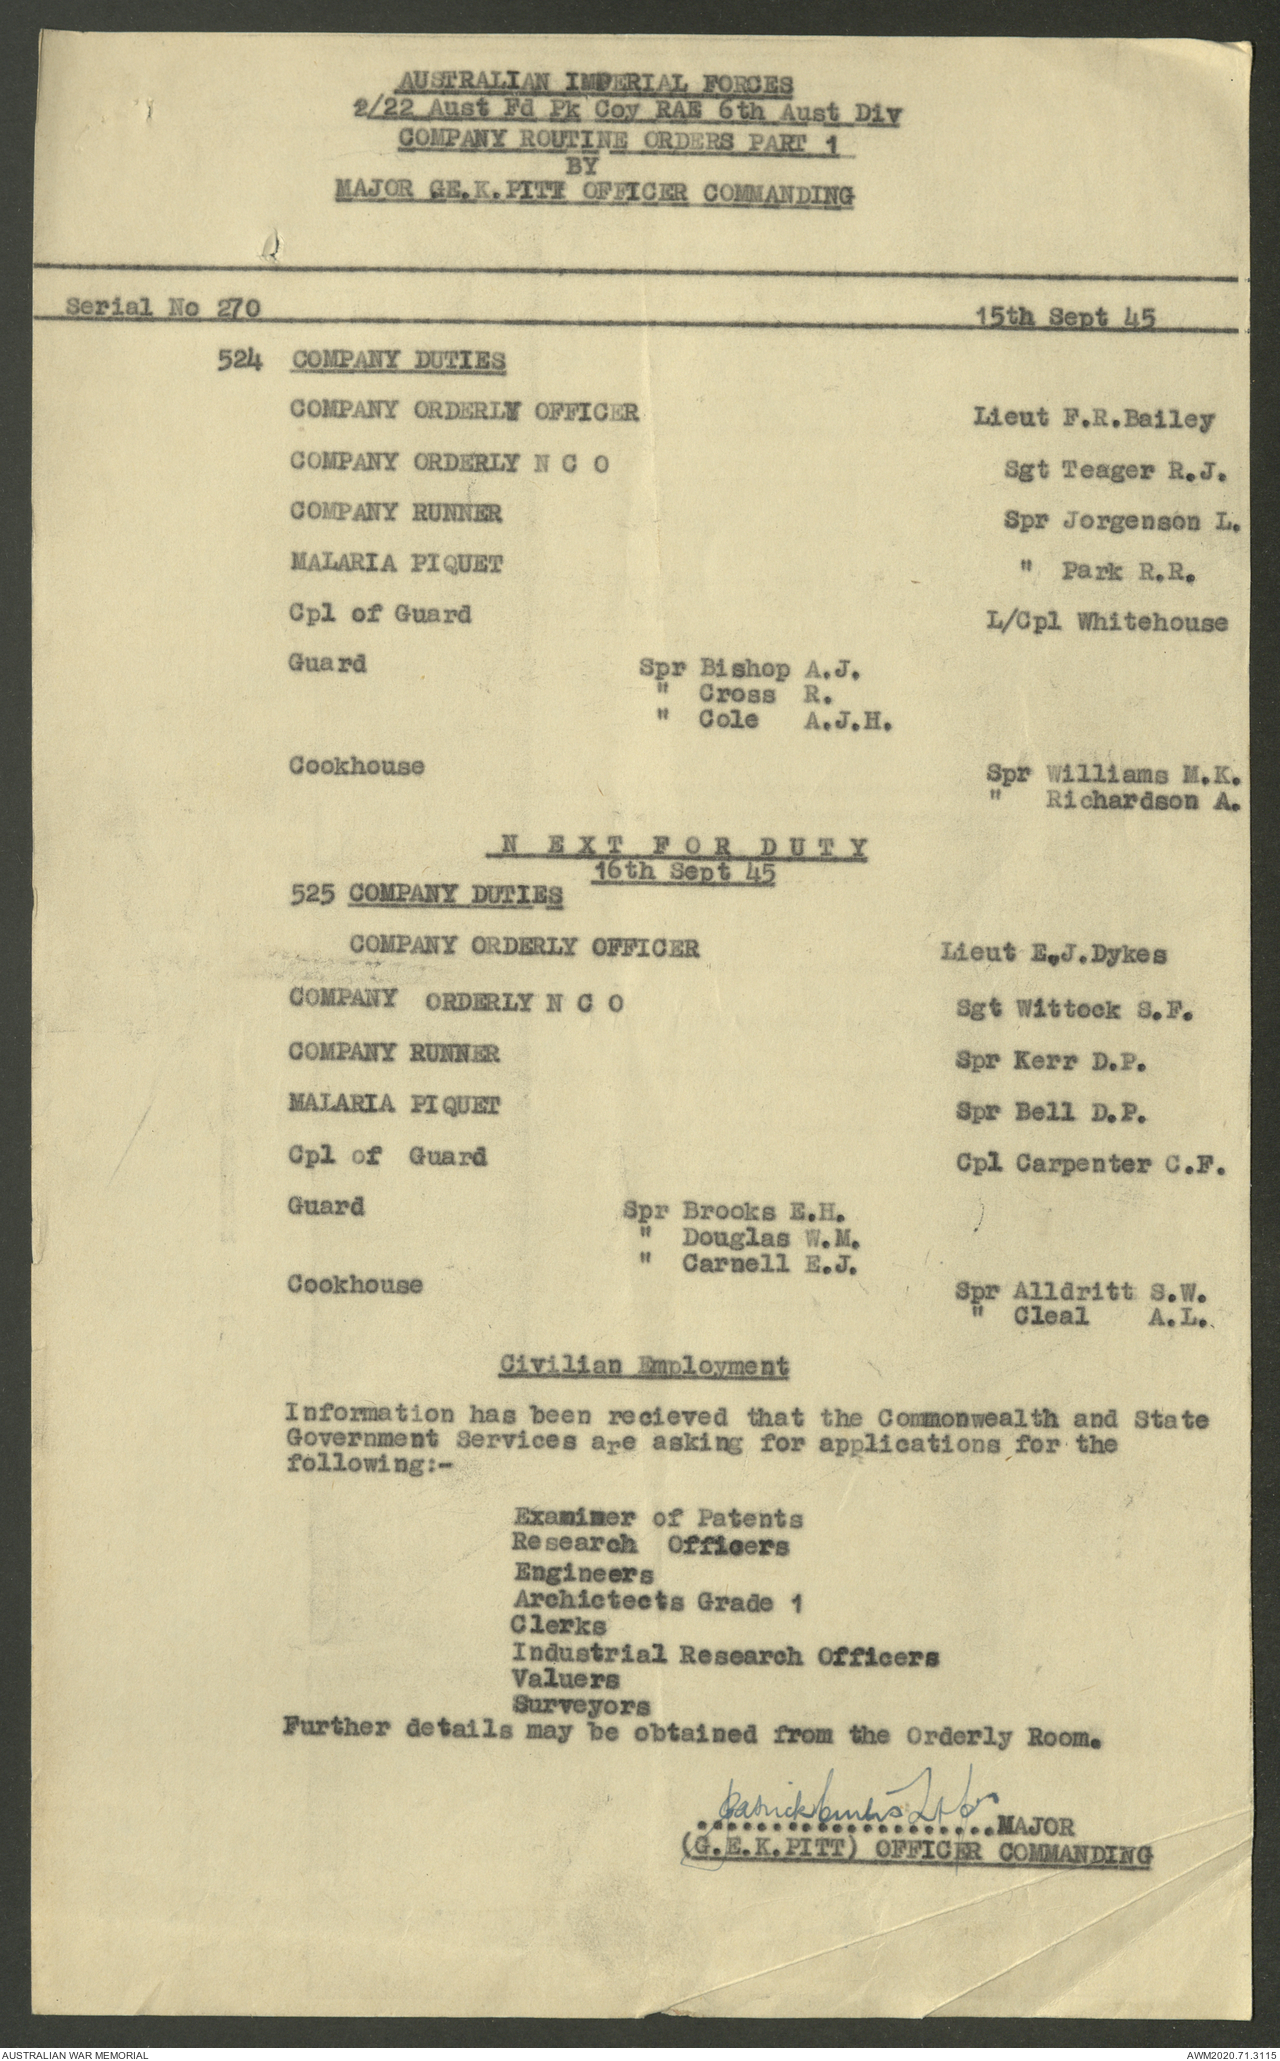 AUSTRALIAN IMPERIAL FORCES
2/22 Aust Fd Pk Coy RAE 6th Aust Div
COMPANY ROUTINE ORDERS PART 1
BY
MAJOR GE.K.PITT OFFICER COMMANDING
Serial No 270 15th Sept 45
524 COMPANY DUTIES
COMPANY ORDERLY OFFICER Lieut F.R.Bailey
COMPANY ORDERLY N C O Sgt Teager R.J.
COMPANY RUNNER Spr Jorgenson L.
MALARIA PIQUET " Park R.R.
Cpl of Guard L/Cpl Whitehouse
Guard Spr Bishop A.J.
" Cross R.
" Cole A.J.H.
Cookhouse Spr Williams M.K.
" Richardson A.
N E X T F O R D U T Y
16th Sept 45
525 COMPANY DUTIES
COMPANY ORDERLY OFFICER Lieut E.J.Dykes
COMPANY ORDERLY N C O Sgt Wittock S.F.
COMPANY RUNNER Spr Kerr D.P.
MALARIA PIQUET Spr Bell D.P.
Cpl of Guard Cpl Carpenter C.F.
Guard Spr Brooks E.H.
" Douglas W.M.
" Carnell E.J.
Cookhouse Spr Alldritt S.W.
" Cleal A.L.
Civilian Employment
Information has been recieved that the Commonwealth and State
Government Services are asking for applications for the
following:-
Examiner of Patents
Research Officers
Engineers
Archictects Grade 1
Clerks
Industrial Research Officers
Valuers
Surveyors
Further details may be obtained from the Orderly Room.
....................MAJOR
(G.E.K.PITT) OFFICER COMMANDING
AUSTRALIAN WAR MEMORIAL AWM2020.71.3115